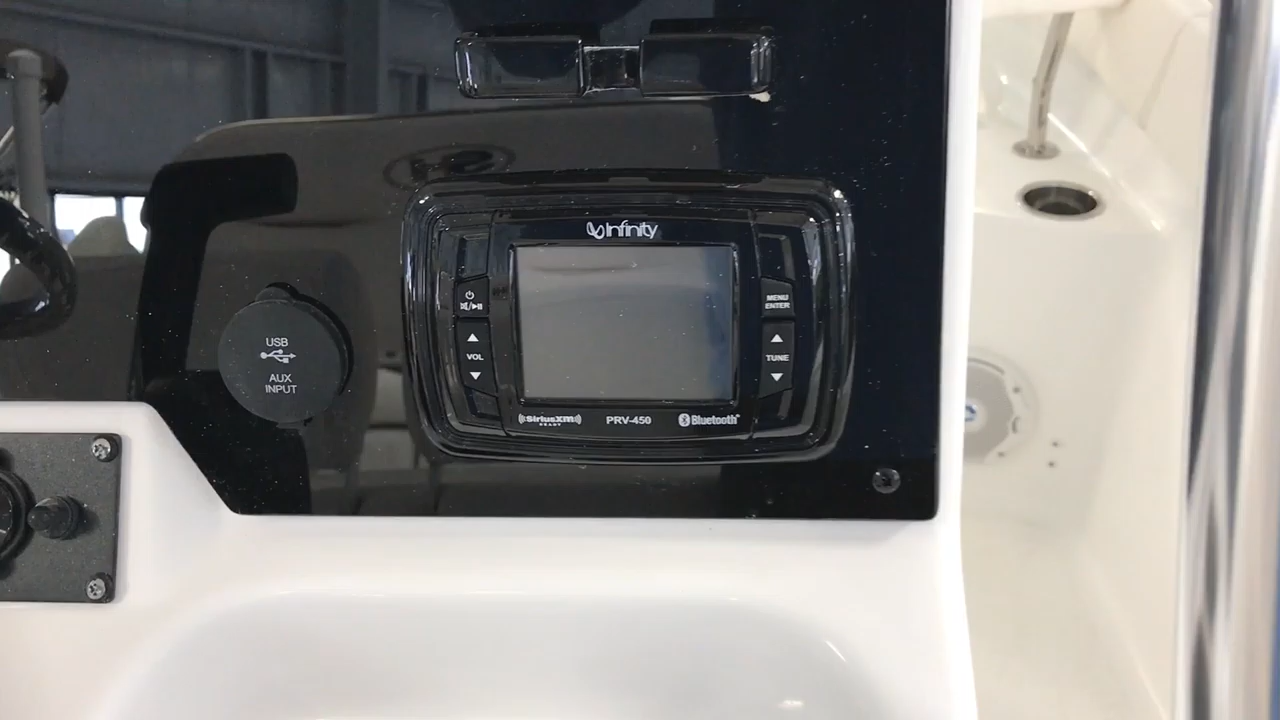 Infinity
MENU
ENTER
VOL
TUNE
USB
AUX
INPUT
((SiriusXM))
READY
PRV-450
Bluetooth